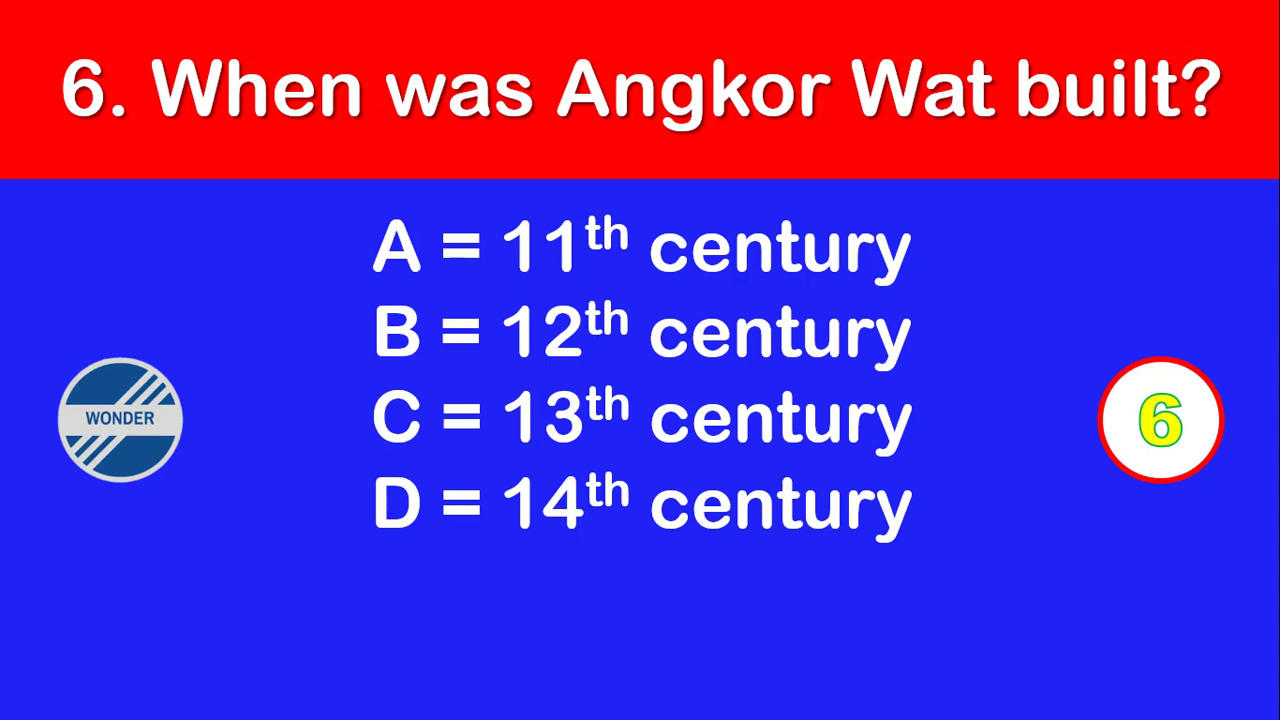 6. When was Angkor Wat built?
A = 11th century
B = 12th century
C = 13th century
D = 14th century
WONDER
6